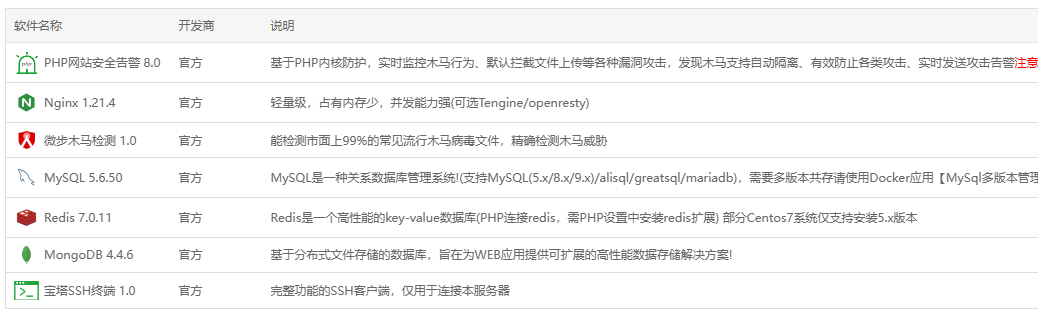 软件名称 开发商 说明
PHP网站安全告警 8.0 官方 基于PHP内核防护，实时监控木马行为、默认拦截文件上传等各种漏洞攻击，发现木马支持自动隔离、有效防止各类攻击、实时发送攻击告警注意
Nginx 1.21.4 官方 轻量级，占有内存少，并发能力强(可选Tengine/openresty)
微步木马检测 1.0 官方 能检测市面上99%的常见流行木马病毒文件，精确检测木马威胁
MySQL 5.6.50 官方 MySQL是一种关系数据库管理系统!(支持MySQL(5.x/8.x/9.x)/alisql/greatsql/mariadb)，需要多版本共存请使用Docker应用【MySql多版本管理
Redis 7.0.11 官方 Redis是一个高性能的key-value数据库(PHP连接redis，需PHP设置中安装redis扩展) 部分Centos7系统仅支持安装5.x版本
MongoDB 4.4.6 官方 基于分布式文件存储的数据库，旨在为WEB应用提供可扩展的高性能数据存储解决方案!
宝塔SSH终端 1.0 官方 完整功能的SSH客户端，仅用于连接本服务器